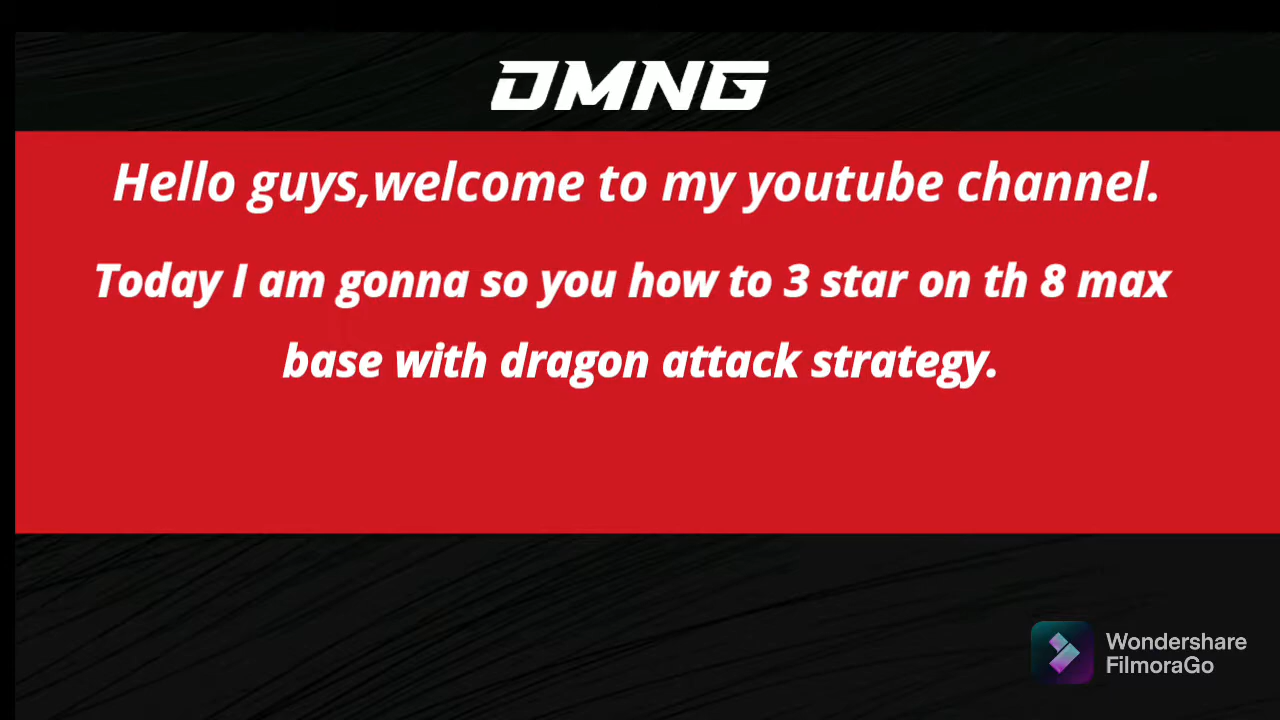 DMNG
Hello guys,welcome to my youtube channel.
Today I am gonna so you how to 3 star on th 8 max
base with dragon attack strategy.
Wondershare
FilmoraGo